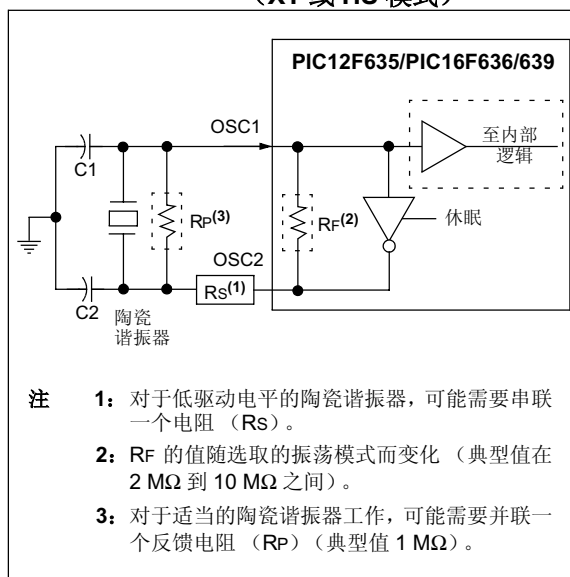 （XT 或 HS 模式）
PIC12F635/PIC16F636/639
OSC1
至内部
逻辑
C1
RP(3)
RF(2)
休眠
OSC2
RS(1)
C2
陶瓷
谐振器
注 1：对于低驱动电平的陶瓷谐振器，可能需要串联
一个电阻 （RS）。
2：RF 的值随选取的振荡模式而变化 （典型值在
2 MΩ 到 10 MΩ 之间）。
3：对于适当的陶瓷谐振器工作，可能需要并联一
个反馈电阻 （RP）（典型值 1 MΩ）。